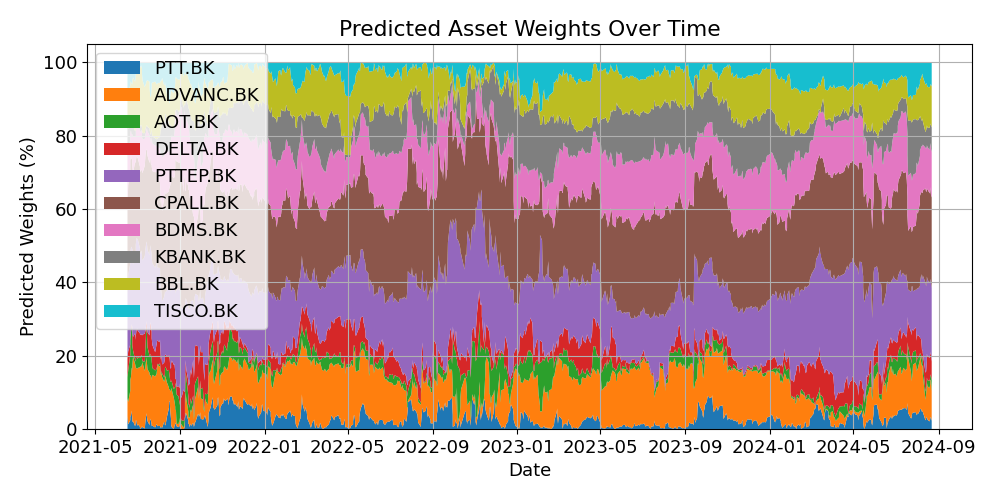 Predicted Asset Weights Over Time
Predicted Weights (%)
100
80
60
40
20
0
PTT.BK
ADVANC.BK
AOT.BK
DELTA.BK
PTTEP.BK
CPALL.BK
BDMS.BK
KBANK.BK
BBL.BK
TISCO.BK
2021-05 2021-09 2022-01 2022-05 2022-09 2023-01 2023-05 2023-09 2024-01 2024-05 2024-09
Date